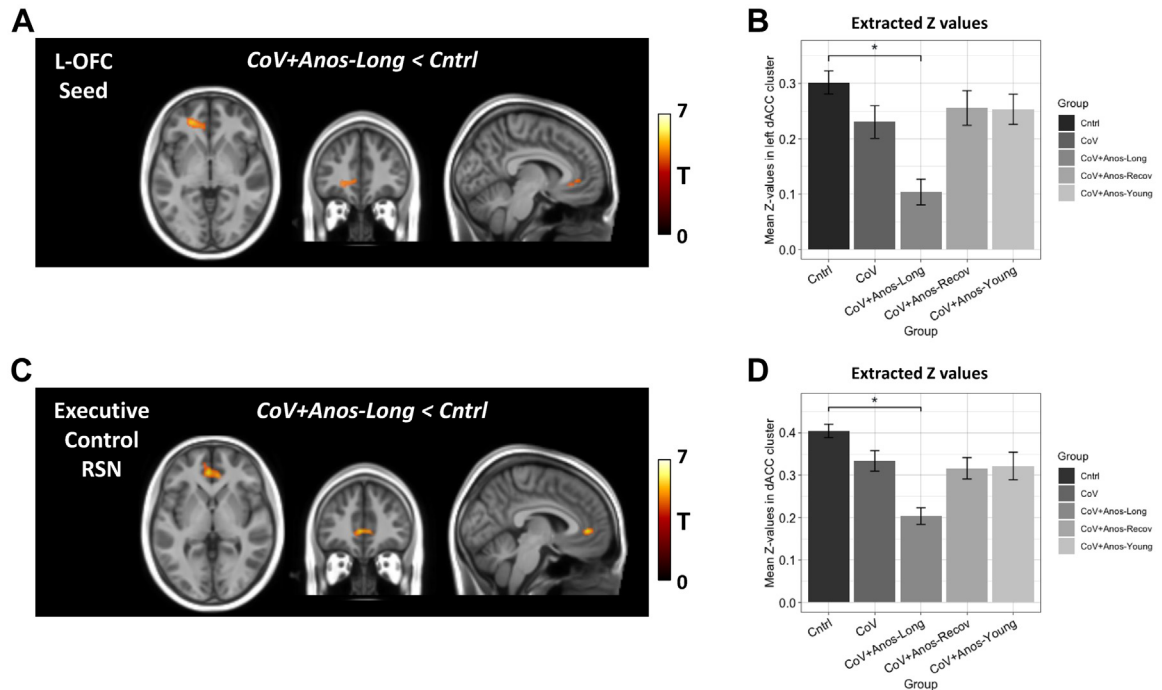 A
L-OFC
Seed
CoV+Anos-Long < Cntrl
7
T
0
B
Extracted Z values
*
Mean Z-values in left dACC cluster
0.3
0.2
0.1
0.0
Cntrl
CoV
CoV+Anos-Long
CoV+Anos-Recov
CoV+Anos-Young
Group
Group
Cntrl
CoV
CoV+Anos-Long
CoV+Anos-Recov
CoV+Anos-Young
C
Executive
Control
RSN
CoV+Anos-Long < Cntrl
7
T
0
D
Extracted Z values
*
Mean Z-values in dACC cluster
0.4
0.3
0.2
0.1
0.0
Cntrl
CoV
CoV+Anos-Long
CoV+Anos-Recov
CoV+Anos-Young
Group
Group
Cntrl
CoV
CoV+Anos-Long
CoV+Anos-Recov
CoV+Anos-Young